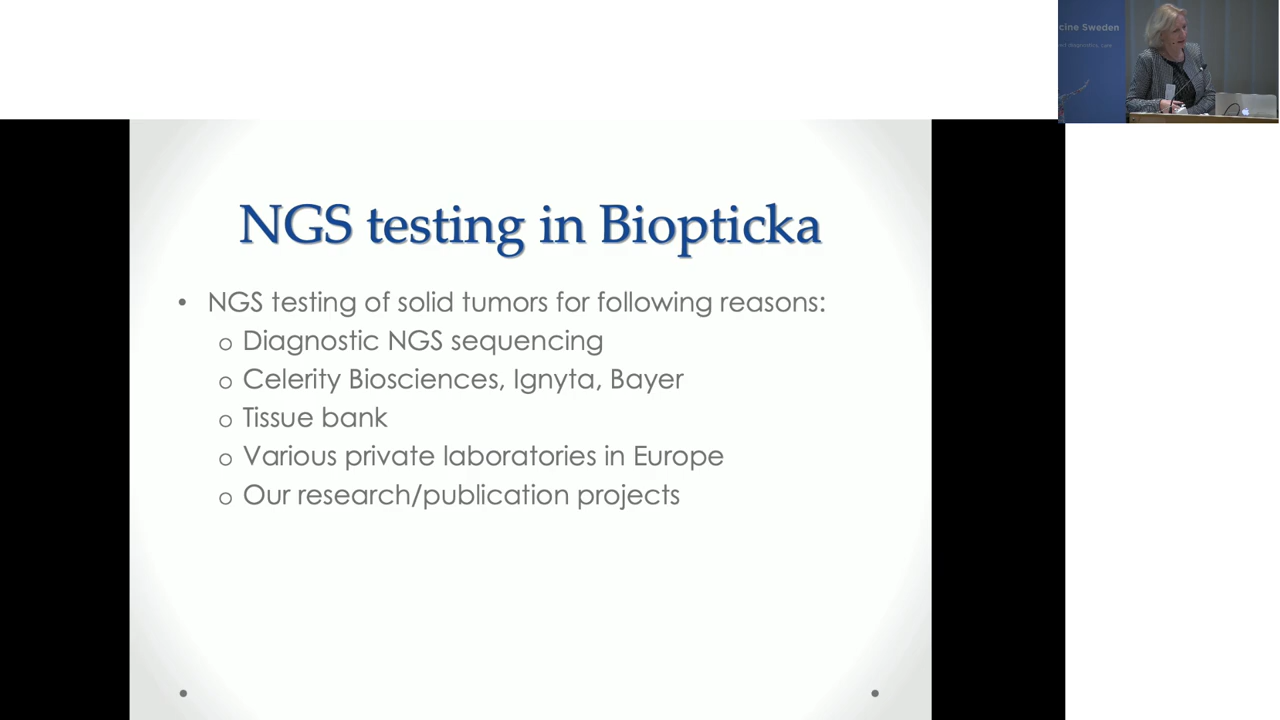 cine Sweden
NGS testing in Biopticka
• NGS testing of solid tumors for following reasons:
o Diagnostic NGS sequencing
o Celerity Biosciences, Ignyta, Bayer
o Tissue bank
o Various private laboratories in Europe
o Our research/publication projects